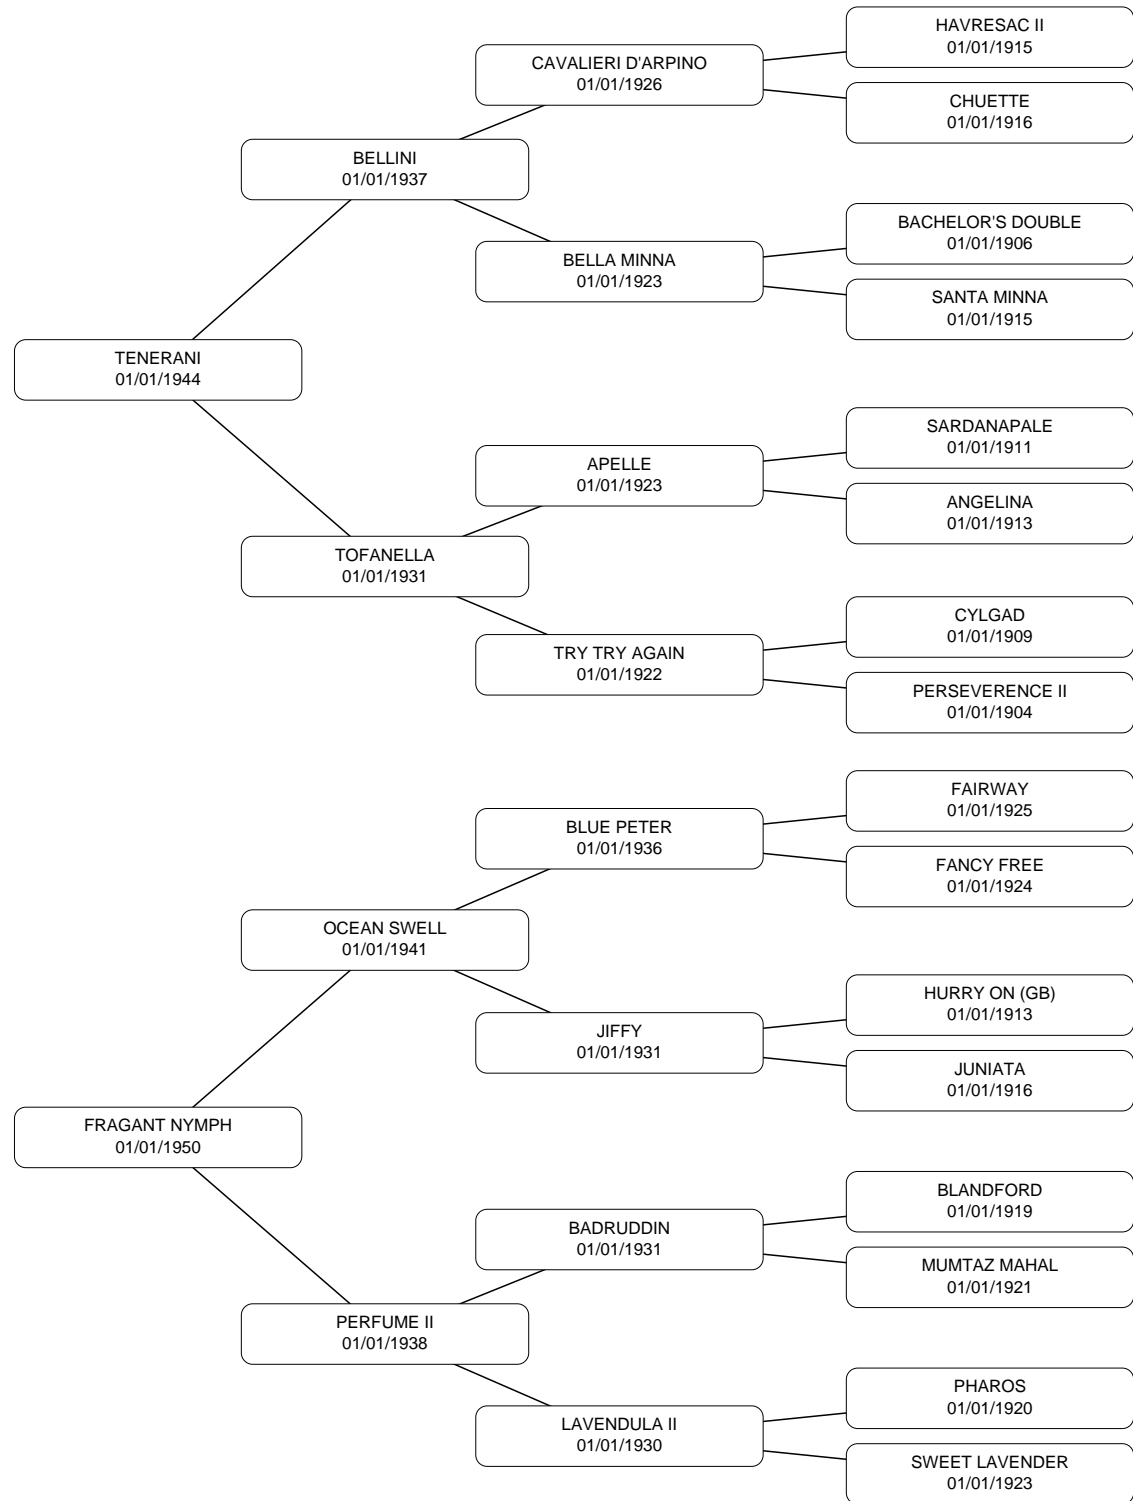 HAVRESAC II
01/01/1915
CAVALIERI D'ARPINO
01/01/1926
CHUETTE
01/01/1916
BELLINI
01/01/1937
BACHELOR'S DOUBLE
01/01/1906
BELLA MINNA
01/01/1923
SANTA MINNA
01/01/1915
TENERANI
01/01/1944
SARDANAPALE
01/01/1911
APELLE
01/01/1923
ANGELINA
01/01/1913
TOFANELLA
01/01/1931
CYLGAD
01/01/1909
TRY TRY AGAIN
01/01/1922
PERSEVERENCE II
01/01/1904
FAIRWAY
01/01/1925
BLUE PETER
01/01/1936
FANCY FREE
01/01/1924
OCEAN SWELL
01/01/1941
HURRY ON (GB)
01/01/1913
JIFFY
01/01/1931
JUNIATA
01/01/1916
FRAGANT NYMPH
01/01/1950
BLANDFORD
01/01/1919
BADRUDDIN
01/01/1931
MUMTAZ MAHAL
01/01/1921
PERFUME II
01/01/1938
PHAROS
01/01/1920
LAVENDULA II
01/01/1930
SWEET LAVENDER
01/01/1923